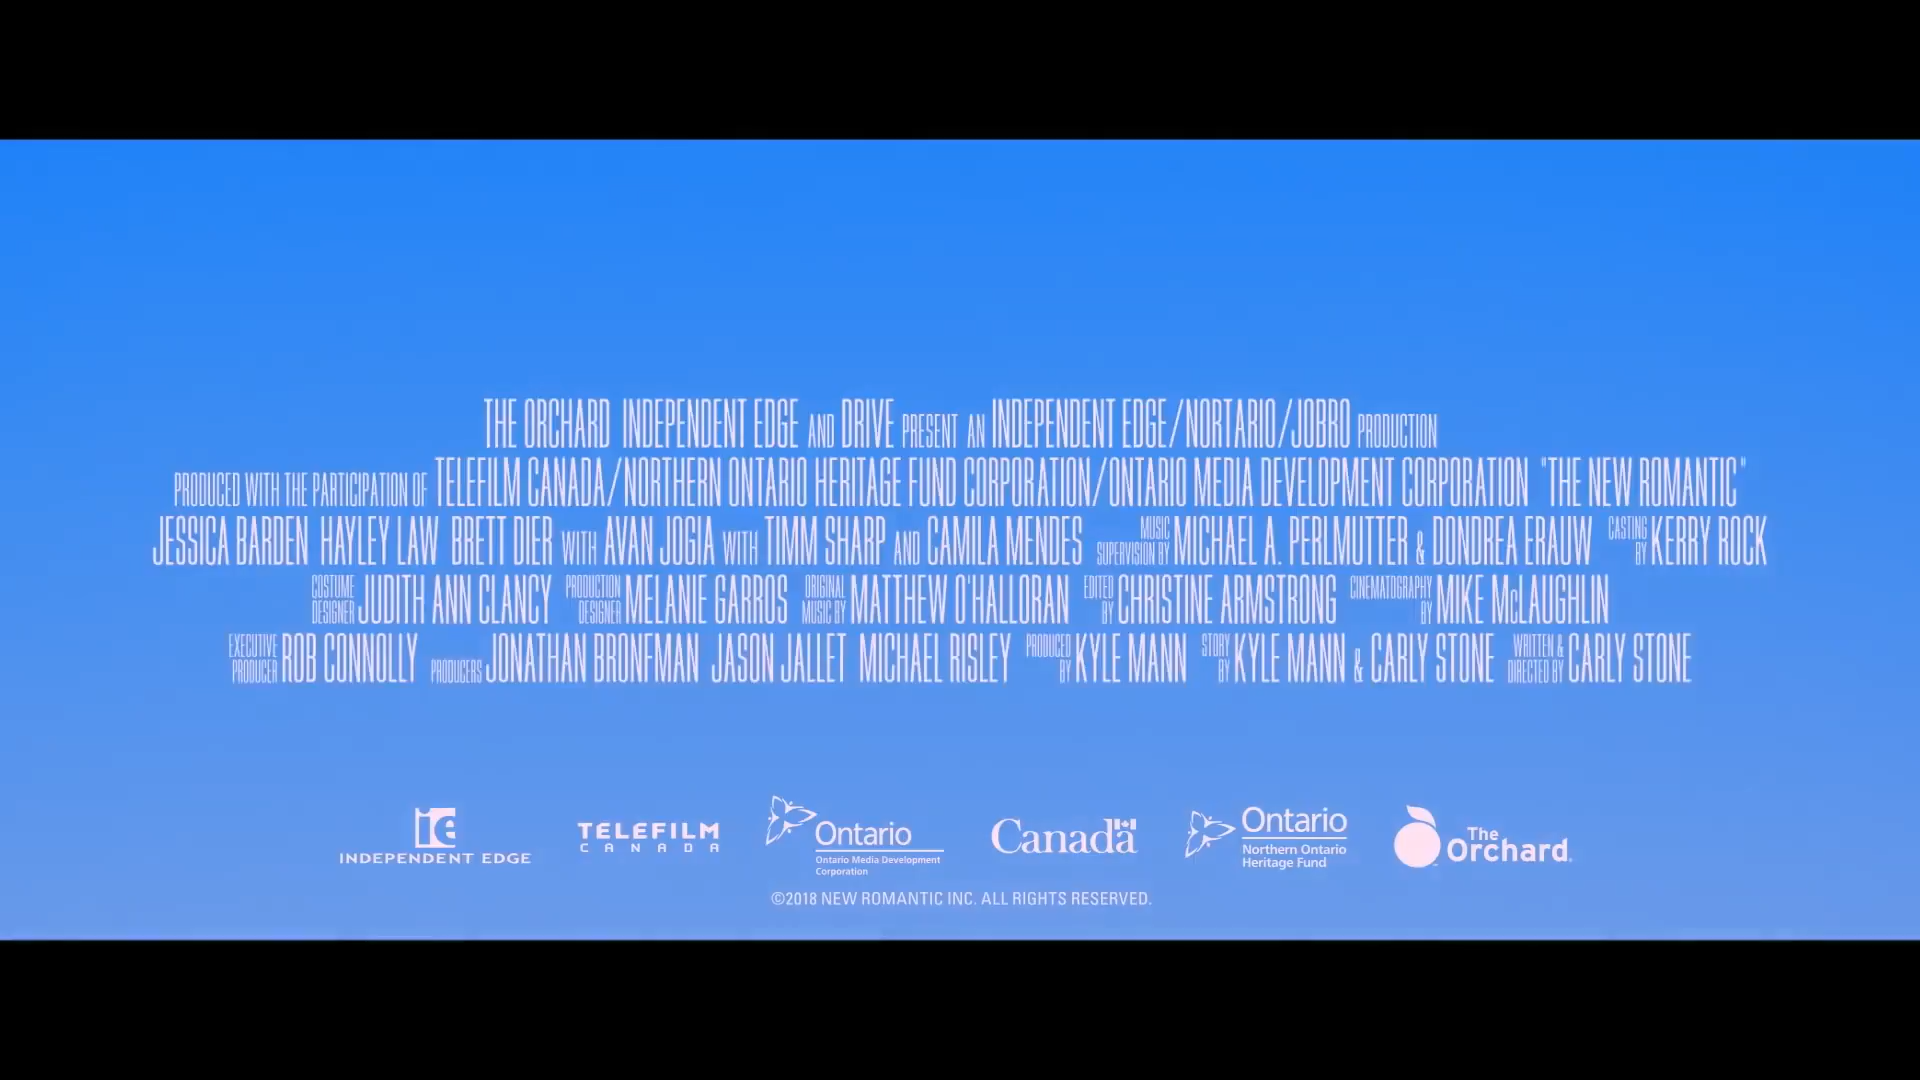 THE ORCHARD INDEPENDENT EDGE AND DRIVE PRESENT AN INDEPENDENT EDGE/NORTARIO/JOBRO PRODUCTION
PRODUCED WITH THE PARTICIPATION OF TELEFILM CANADA/NORTHERN ONTARIO HERITAGE FUND CORPORATION/ONTARIO MEDIA DEVELOPMENT CORPORATION "THE NEW ROMANTIC"
JESSICA BARDEN HAYLEY LAW BRETT DIER WITH AVAN JOGIA WITH TIMM SHARP AND CAMILA MENDES MUSIC SUPERVISION BY MICHAEL A. PERLMUTTER & DONDREA ERAUW CASTING BY KERRY ROCK
COSTUME DESIGNER JUDITH ANN CLANCY PRODUCTION DESIGNER MELANIE GARROS ORIGINAL MUSIC BY MATTHEW O'HALLORAN EDITED BY CHRISTINE ARMSTRONG CINEMATOGRAPHY BY MIKE McLAUGHLIN
EXECUTIVE PRODUCER ROB CONNOLLY PRODUCERS JONATHAN BRONFMAN JASON JALLET MICHAEL RISLEY PRODUCED BY KYLE MANN STORY BY KYLE MANN & CARLY STONE WRITTEN & DIRECTED BY CARLY STONE
ie
INDEPENDENT EDGE
TELEFILM
CANADA
Ontario
Ontario Media Development
Corporation
Canada
Ontario
Northern Ontario
Heritage Fund
The
Orchard
©2018 NEW ROMANTIC INC. ALL RIGHTS RESERVED.